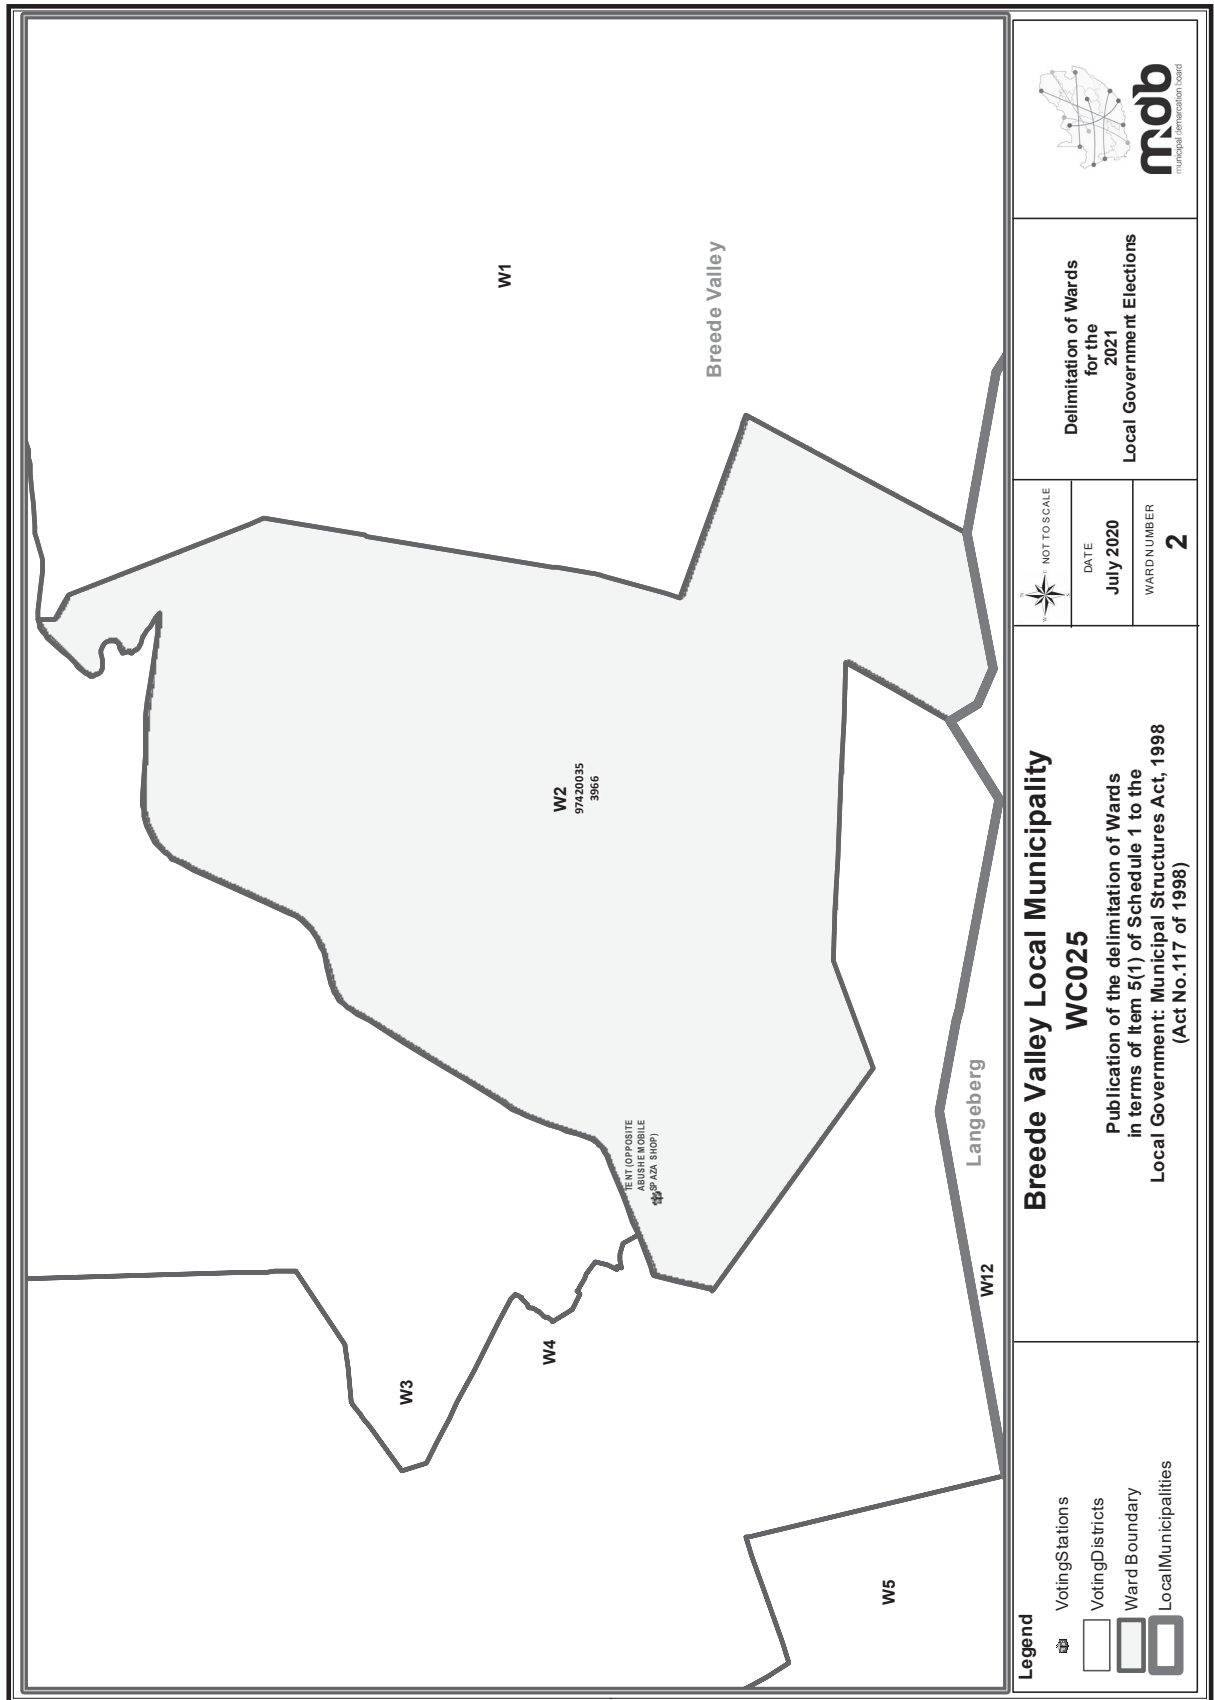 W1
Breede Valley
W2
97420035
3966
TENT (OPPOSITE
ABUSHE MOBILE
SPAZA SHOP)
W3
W4
W12
W5
Langeberg
Legend
VotingStations
VotingDistricts
Ward Boundary
LocalMunicipalities
Breede Valley Local Municipality
WC025
Publication of the delimitation of Wards
in terms of Item 5(1) of Schedule 1 to the
Local Government: Municipal Structures Act, 1998
(Act No.117 of 1998)
N
W
E
S
NOT TO SCALE
DATE
July 2020
WARD NUMBER
2
Delimitation of Wards
for the
2021
Local Government Elections
mdb
municipal demarcation board